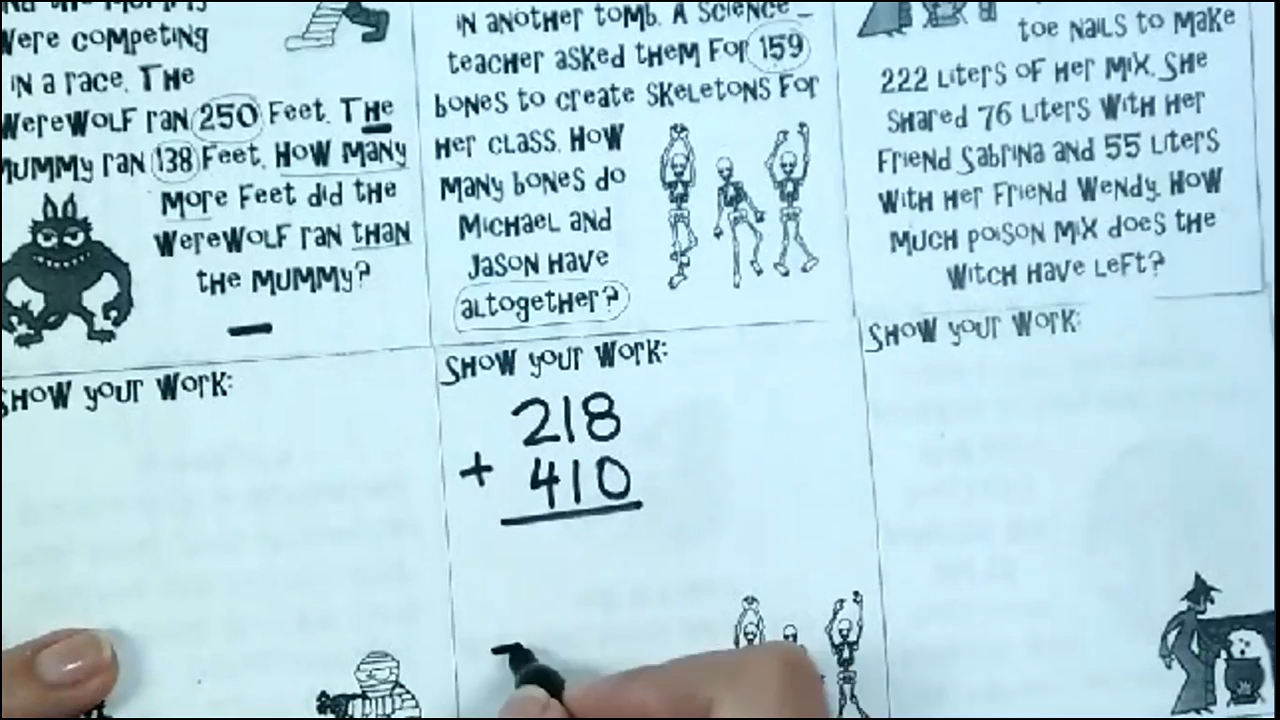 Were competing
in a race. The
Werewolf ran 250 feet. The
Mummy ran 138 feet. How many
more feet did the
Werewolf ran than
the Mummy?
Show your work:
in another tomb. A science
teacher asked them for 159
bones to create skeletons for
her class. How
many bones do
Michael and
Jason have
altogether?
Show your work:
218
+ 410
toe nails to make
222 liters of her mix. She
shared 76 liters with her
friend Sabrina and 55 liters
with her friend Wendy. How
much poison mix does the
witch have left?
Show your work: